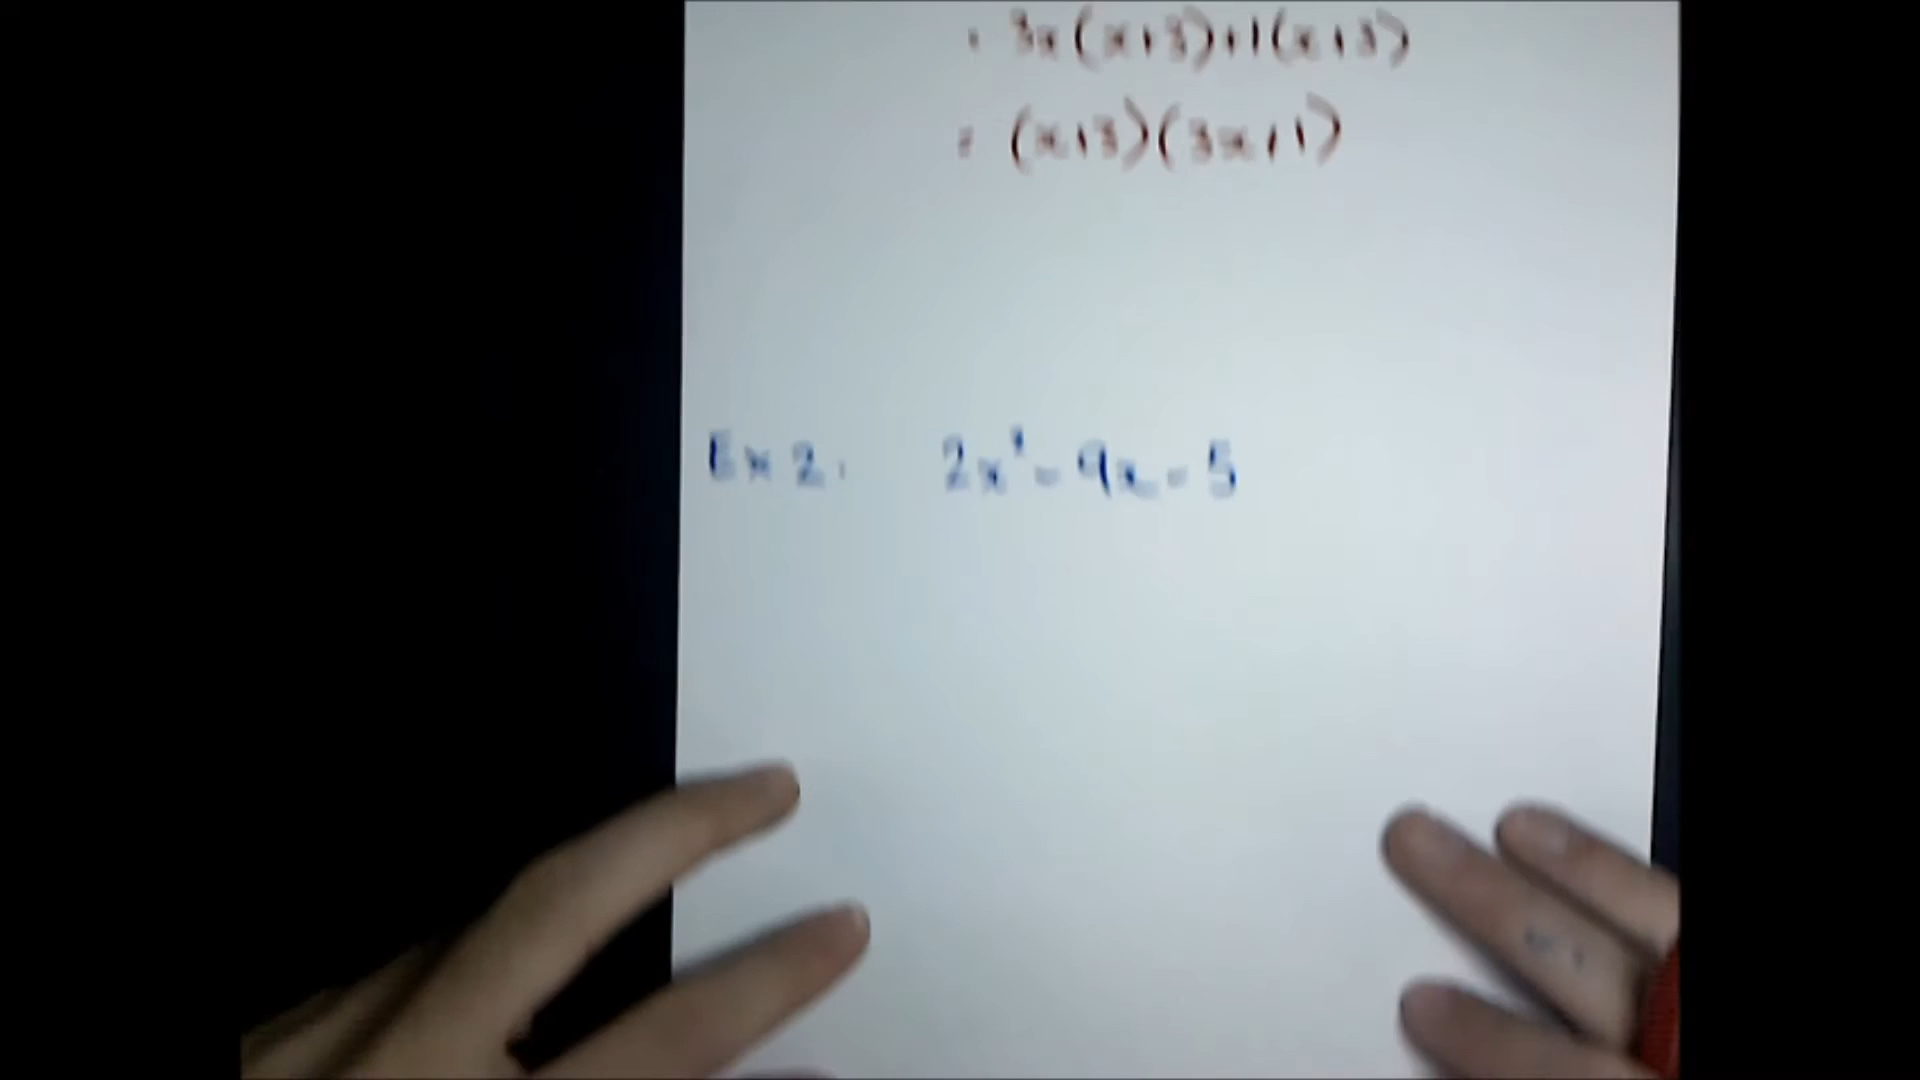 = 3x(x+3)+1(x+3)
= (x+3)(3x+1)
Ex 2: 2x² - 9x - 5